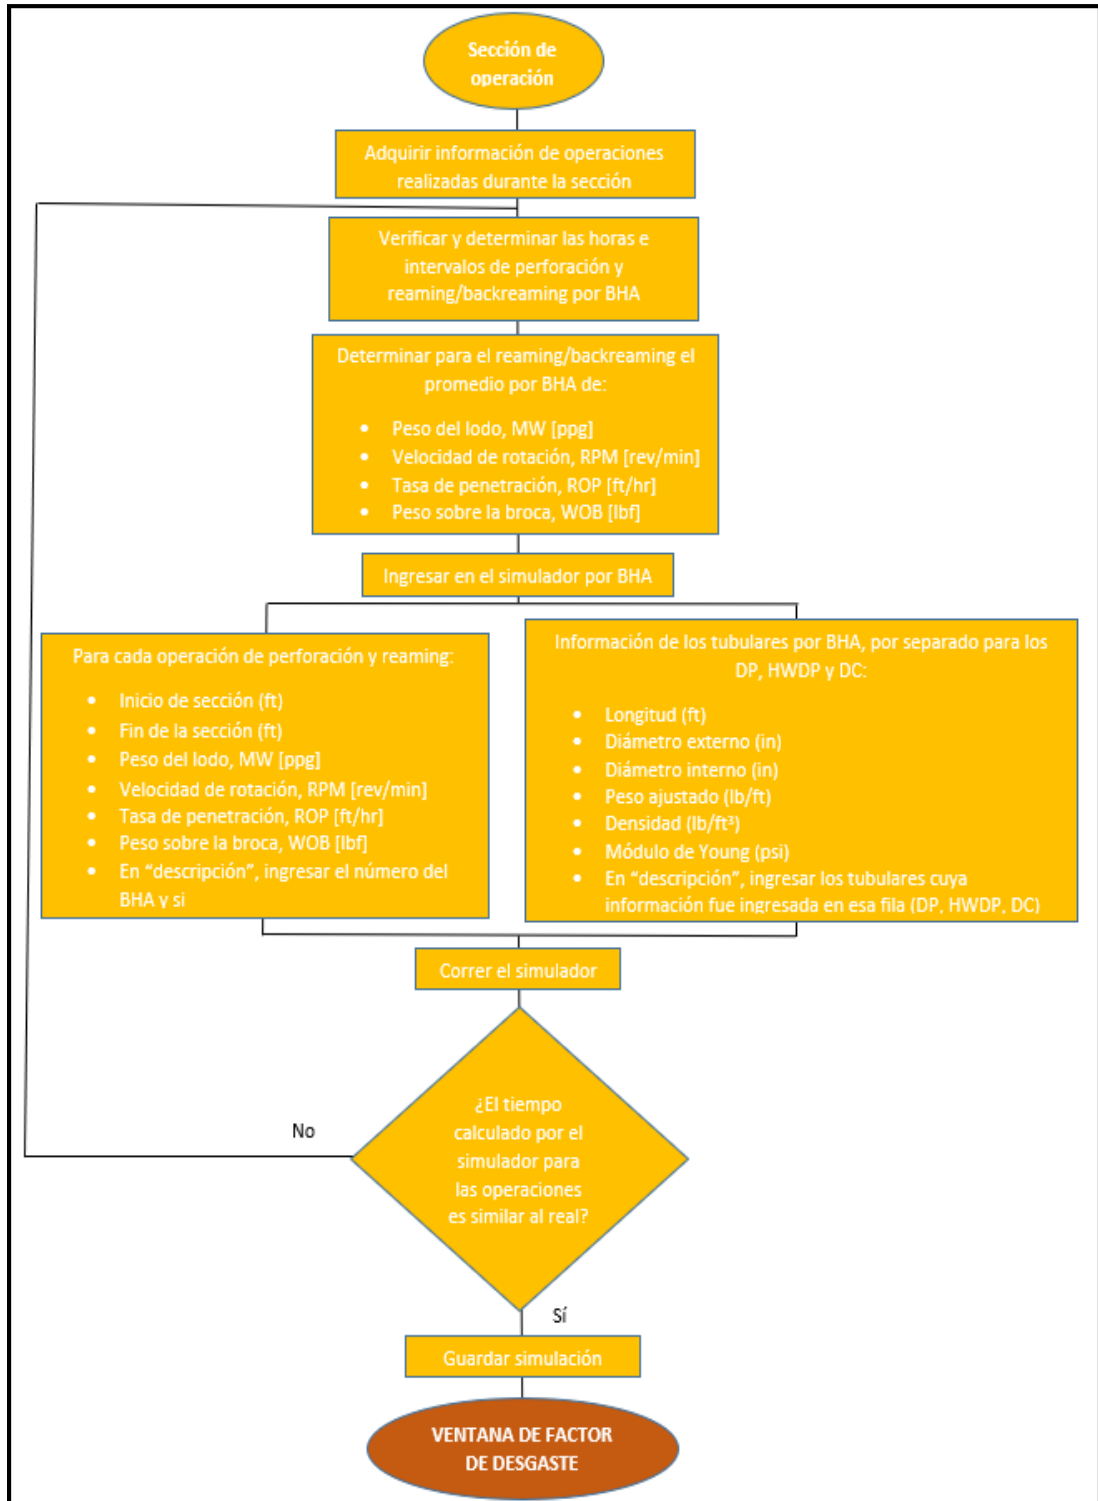 Sección de
operación
Adquirir información de operaciones
realizadas durante la sección
Verificar y determinar las horas e
intervalos de perforación y
reaming/backreaming por BHA
Determinar para el reaming/backreaming el
promedio por BHA de:
• Peso del lodo, MW [ppg]
• Velocidad de rotación, RPM [rev/min]
• Tasa de penetración, ROP [ft/hr]
• Peso sobre la broca, WOB [lbf]
Ingresar en el simulador por BHA
Para cada operación de perforación y reaming:
• Inicio de sección (ft)
• Fin de la sección (ft)
• Peso del lodo, MW [ppg]
• Velocidad de rotación, RPM [rev/min]
• Tasa de penetración, ROP [ft/hr]
• Peso sobre la broca, WOB [lbf]
• En “descripción”, ingresar el número del
BHA y si
Información de los tubulares por BHA, por separado para los
DP, HWDP y DC:
• Longitud (ft)
• Diámetro externo (in)
• Diámetro interno (in)
• Peso ajustado (lb/ft)
• Densidad (lb/ft³)
• Módulo de Young (psi)
• En “descripción”, ingresar los tubulares cuya
información fue ingresada en esa fila (DP, HWDP, DC)
Correr el simulador
¿El tiempo
calculado por el
simulador para
las operaciones
es similar al real?
No
Sí
Guardar simulación
VENTANA DE FACTOR
DE DESGASTE